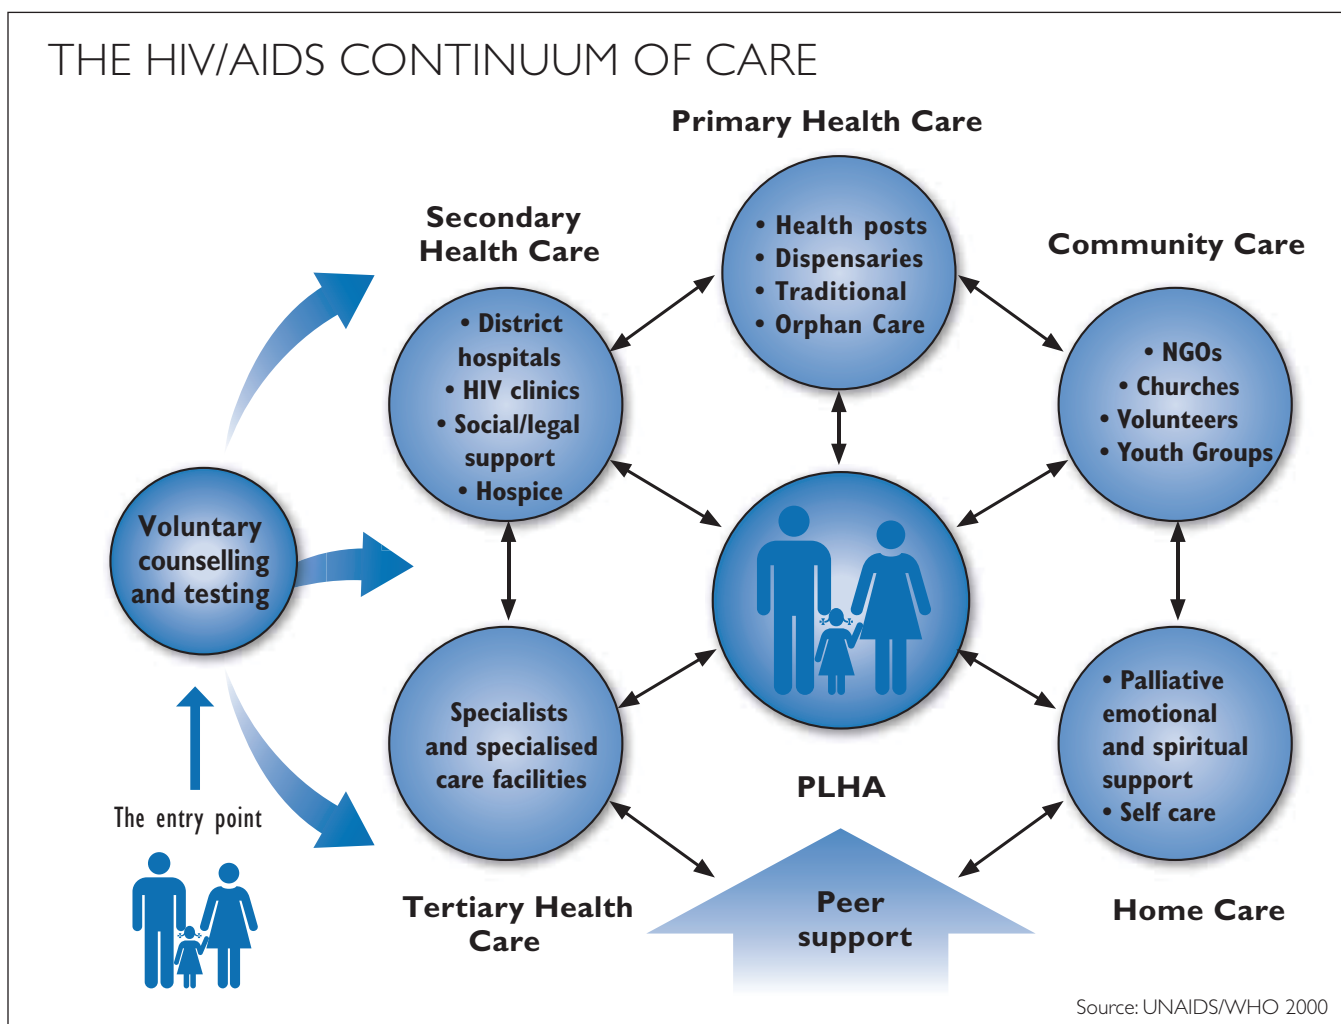 THE HIV/AIDS CONTINUUM OF CARE
Primary Health Care
• Health posts
• Dispensaries
• Traditional
• Orphan Care
Secondary
Health Care
• District
hospitals
• HIV clinics
• Social/legal
support
• Hospice
Community Care
• NGOs
• Churches
• Volunteers
• Youth Groups
Voluntary
counselling
and testing
The entry point
Specialists
and specialised
care facilities
Tertiary Health
Care
PLHA
Peer
support
• Palliative
emotional
and spiritual
support
• Self care
Home Care
Source: UNAIDS/WHO 2000